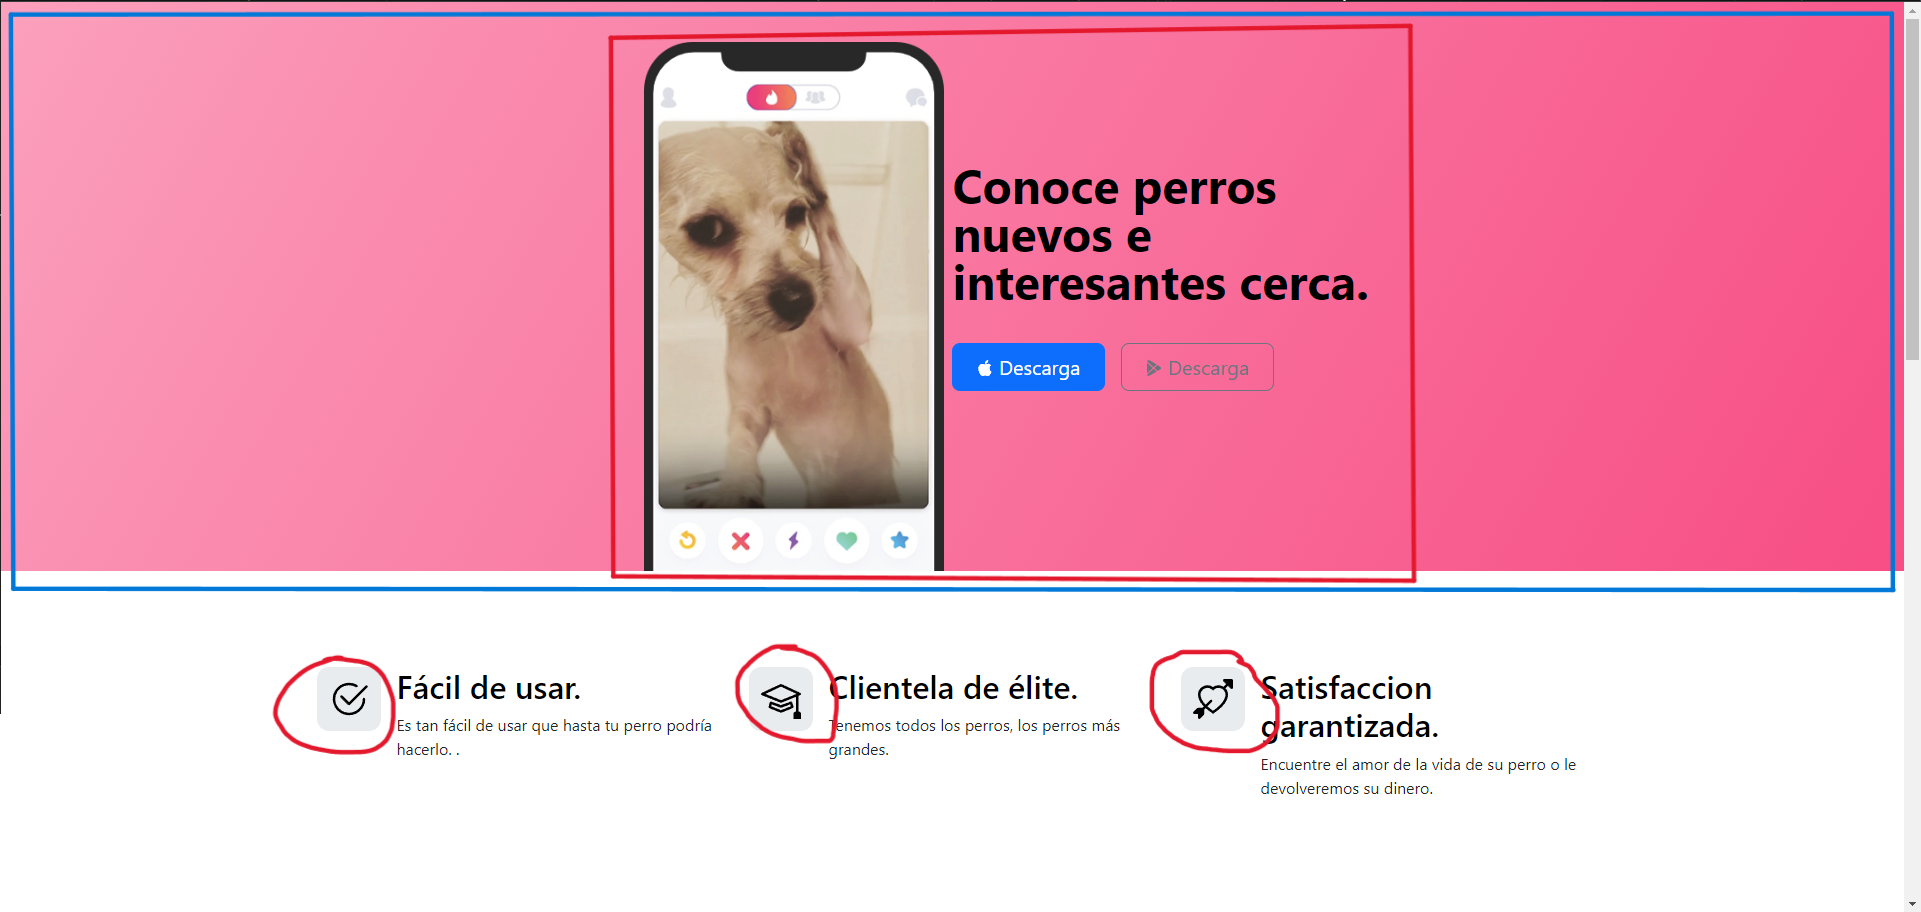 Conoce perros
nuevos e
interesantes cerca.
Descarga
Descarga
Fácil de usar.
Es tan fácil de usar que hasta tu perro podría
hacerlo. .
Clientela de élite.
Tenemos todos los perros, los perros más
grandes.
Satisfaccion
garantizada.
Encuentre el amor de la vida de su perro o le
devolveremos su dinero.